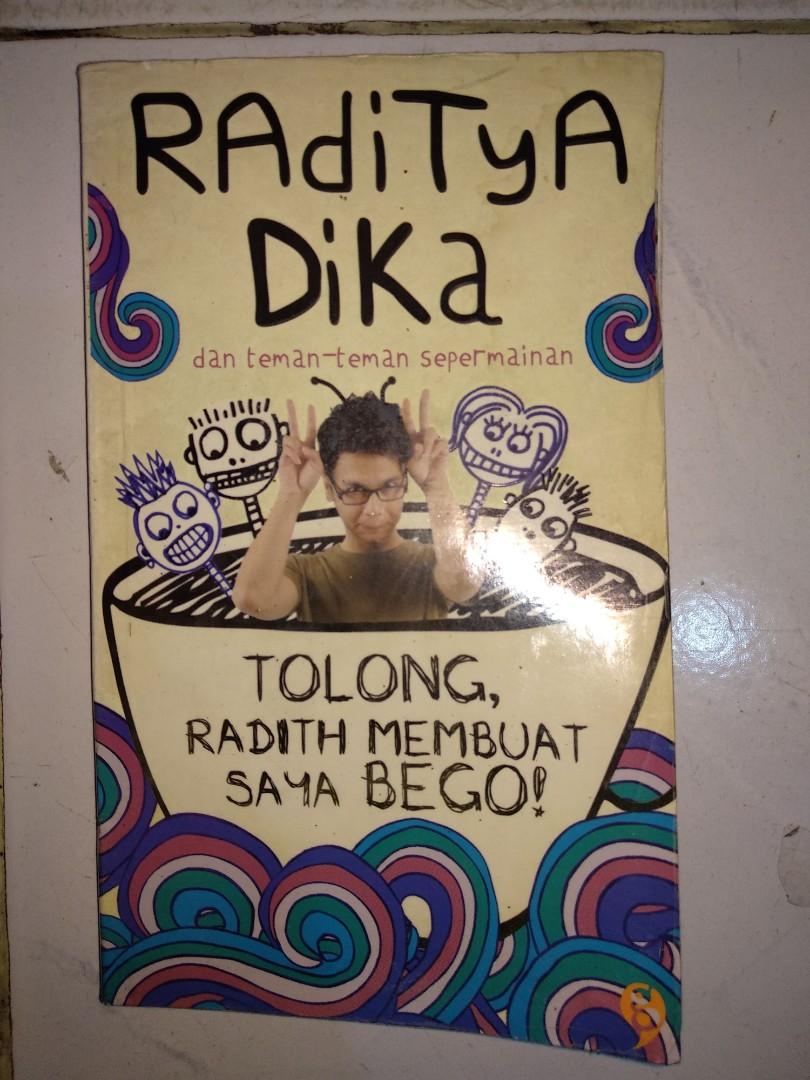 RAdiTyA
DiKa
dan teman-teman sepermainan
TOLONG,
RADITH MEMBUAT
SAYA BEGO!